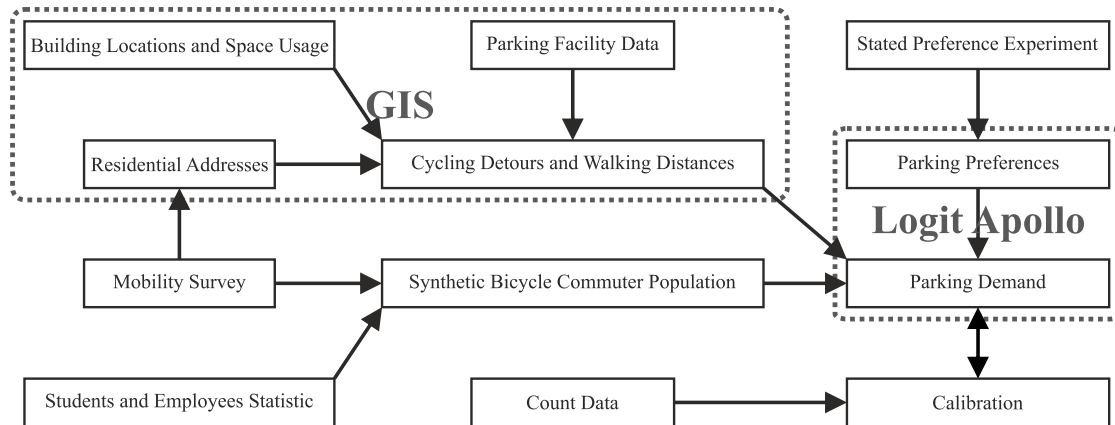 Building Locations and Space Usage
Parking Facility Data
Stated Preference Experiment
GIS
Residential Addresses
Cycling Detours and Walking Distances
Parking Preferences
Logit Apollo
Mobility Survey
Synthetic Bicycle Commuter Population
Parking Demand
Students and Employees Statistic
Count Data
Calibration